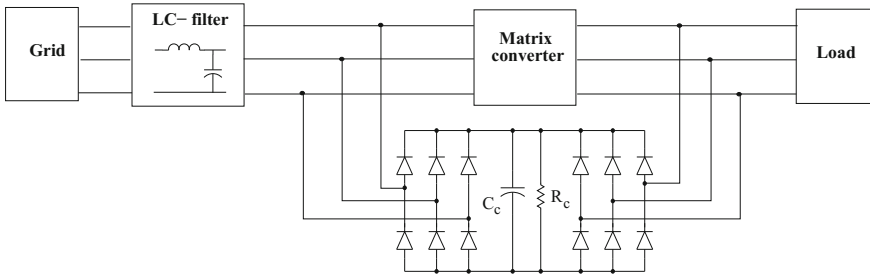 LC− filter
Grid
Matrix
converter
Load
C_c
R_c